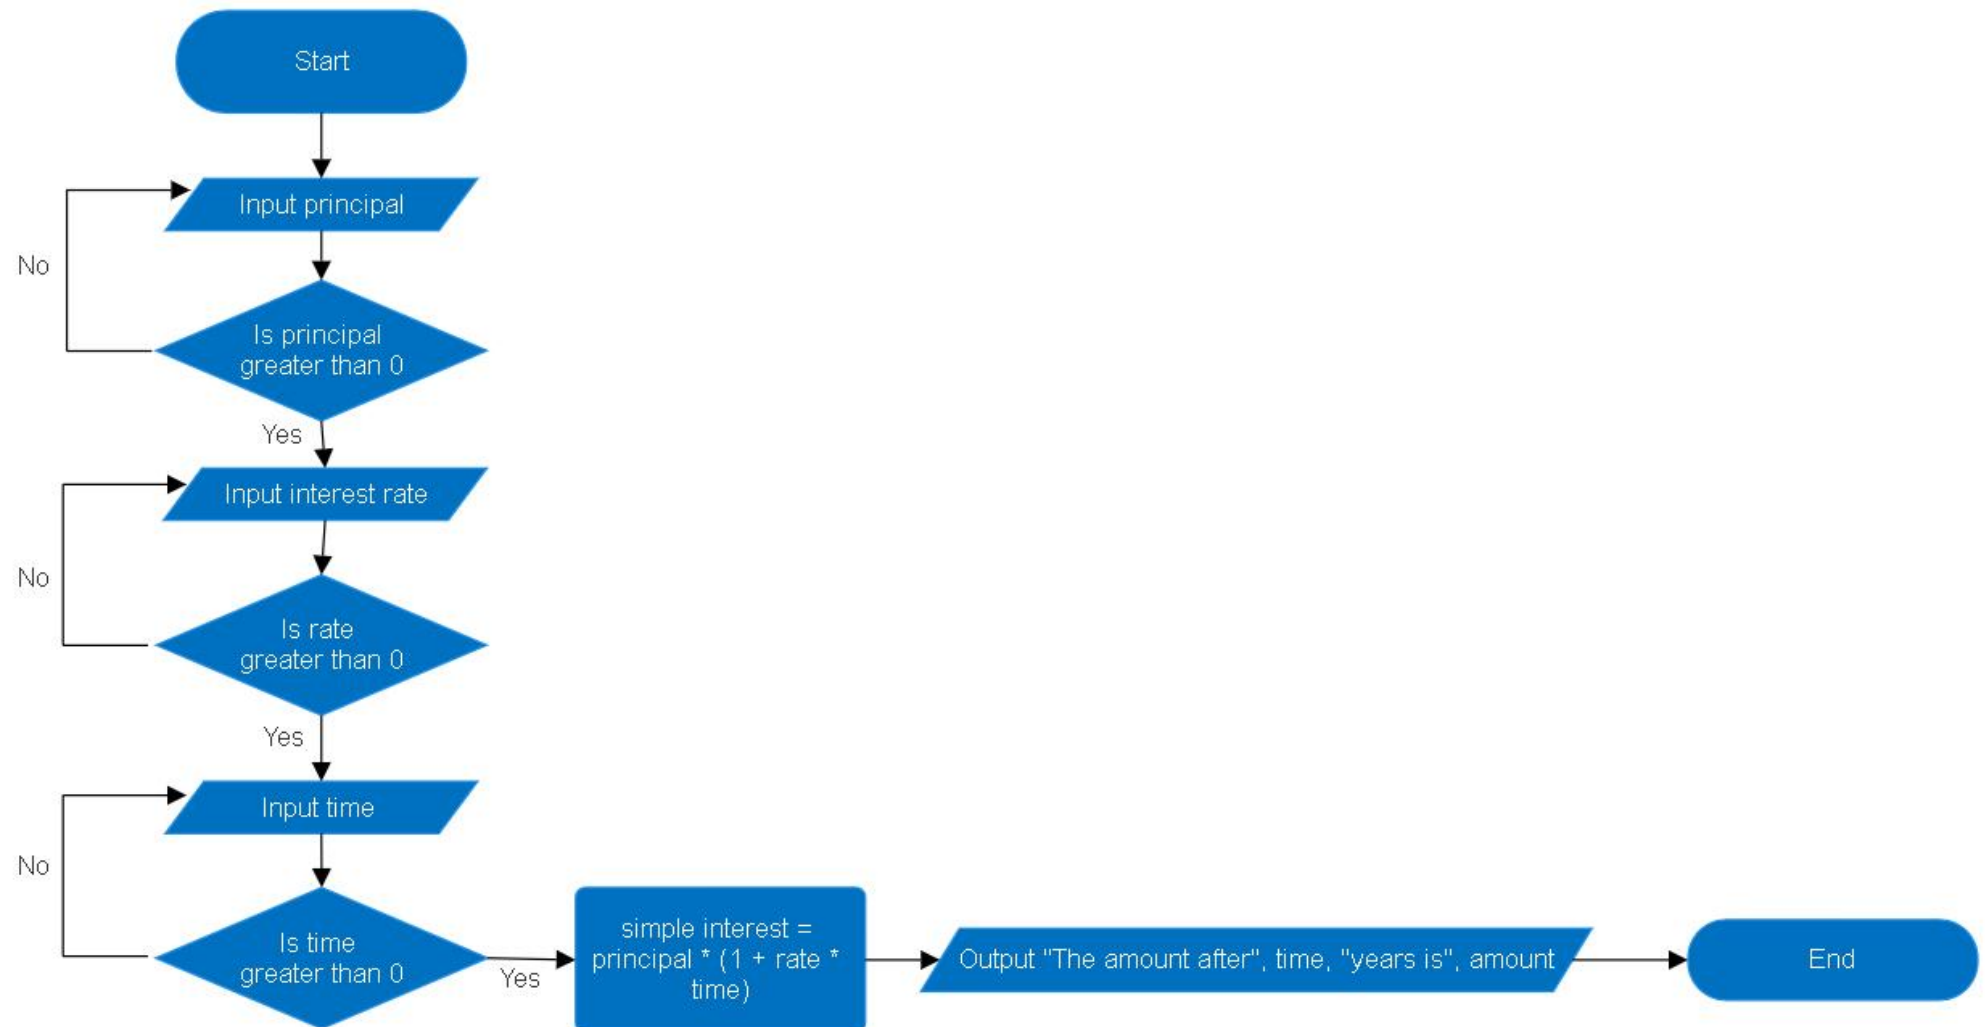 Start
Input principal
No
Is principal
greater than 0
Yes
Input interest rate
No
Is rate
greater than 0
Yes
Input time
No
Is time
greater than 0
Yes
simple interest =
principal * (1 + rate *
time)
Output "The amount after", time, "years is", amount
End